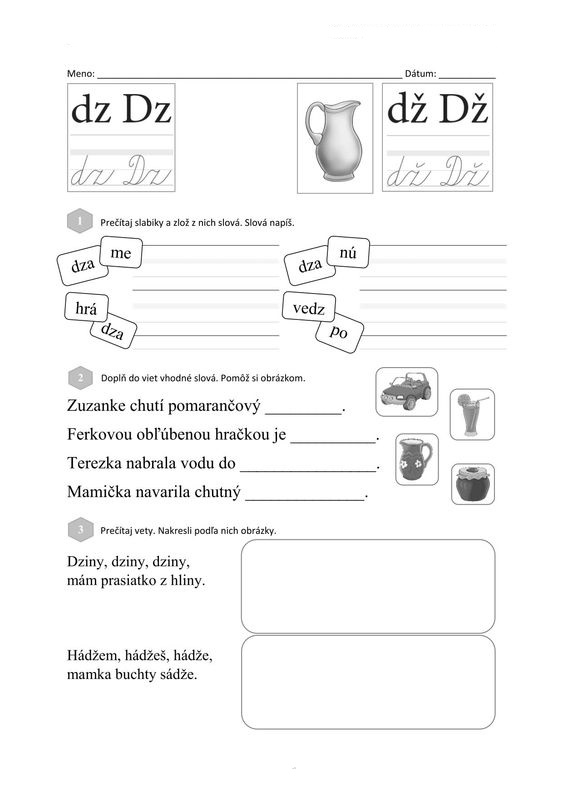 Meno: ______________________ Dátum: __________
dz Dz
dž Dž
dz Dz
dž Dž
1 Prečítaj slabiky a zlož z nich slová. Slová napíš.
dza me
dza nú
hrá dza
vedz po
2 Doplň do viet vhodné slová. Pomôž si obrázkom.
Zuzanke chutí pomarančový _________.
Ferkovou obľúbenou hračkou je __________.
Terezka nabrala vodu do ________________.
Mamička navarila chutný ______________.
3 Prečítaj vety. Nakresli podľa nich obrázky.
Dziny, dziny, dziny,
mám prasiatko z hliny.
Hádžem, hádžeš, hádže,
mamka buchty sádže.